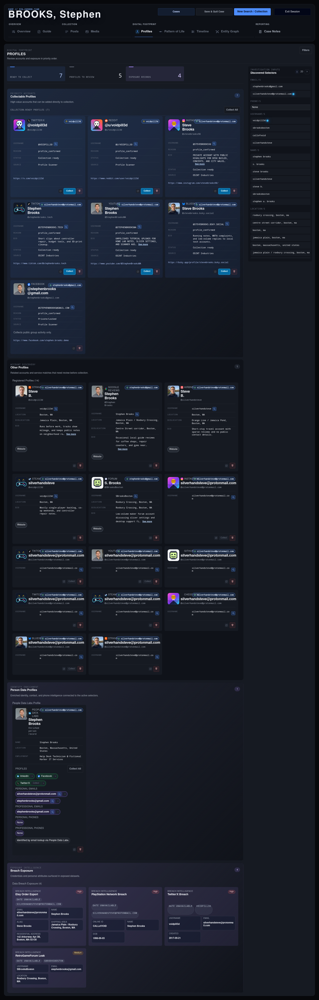 CASE // SIG-260808-1248
BROOKS, Stephen
Cases
Save & Quit Case
New Search / Collection
Exit Session
OVERVIEW
Overview
Guide
COLLECTION
Posts
Media
DIGITAL FOOTPRINT
Profiles
Pattern of Life
Timeline
Entity Graph
REPORTING
Case Notes
DIGITAL FOOTPRINT
PROFILES
Review accounts and exposure in priority order.
Filters
READY TO COLLECT 7
PROFILES TO REVIEW 5
EXPOSURE RECORDS 4
PRIORITY ACCOUNTS
Collectable Profiles
7
High-value accounts that can be added directly to collection.
COLLECTION-READY PROFILES (7)
Collect All
TWITTER/X
voidpill3d
@voidpill3d
@voidpill3d
USERNAME @VOIDPILL3D
REASON profile_confirmed
STATUS Collection ready
SOURCE Profile Scanner
https://x.com/voidpill3d
Collect
REDDIT
voidpill3d
@u/voidpill3d
@u/voidpill3d
USERNAME @U/VOIDPILL3D
REASON profile_confirmed
STATUS Collection ready
SOURCE Profile Scanner
https://www.reddit.com/user/voidpill3d
Collect
INSTAGRAM
silverhandsteve@protonmail.com
Steve
Brooks
@stevebrooks98
USERNAME @STEVEBROOKS98
REASON profile_confirmed
BIO PRIVATE ACCOUNT WITH PUBLIC
HIGHLIGHTS FOR DESK BUILDS,
CONCERTS, AND CITY WALKS…
See more
STATUS Collection ready
SOURCE OSINT Industries
https://www.instagram.com/stevebrooks98/
Collect
TIKTOK
silverhandsteve@protonmail.com
Stephen
Brooks
@stephenbrooks.tech
USERNAME @STEPHENBROOKS.TECH
REASON profile_confirmed
BIO Short clips about controller
repair, budget tools, and 3D-print
cleanup.
STATUS Collection ready
SOURCE OSINT Industries
https://www.tiktok.com/@stephenbrooks.tech
Collect
YOUTUBE
silverhandsteve@protonmail.com
Stephen
Brooks
@StephenBrooksMA
USERNAME @STEPHENBROOKSMA
REASON profile_confirmed
BIO UNPOLISHED TUTORIAL UPLOADS FOR
HOME LAB NOTES, SLICER SETTINGS,
AND SCANNER AUD… See more
STATUS Collection ready
SOURCE OSINT Industries
https://www.youtube.com/@StephenBrooksMA
Collect
BLUESKY
silverhandsteve@protonmail.com
Steve Brooks
@stevebrooks.bsky.social
USERNAME @STEVEBROOKS.BSKY.SOCIAL
REASON profile_confirmed
BIO Running notes, MBTA complaints,
and low-volume replies to local
tech accounts.
STATUS Collection ready
SOURCE OSINT Industries
https://bsky.app/profile/stevebrooks.bsky.social
Collect
FACEBOOK
stephenbrooks@gmail.com
@stephenbrooks
@gmail.com
@stephenbrooks@gmail.com
USERNAME @STEPHENBROOKS@GMAIL.COM
REASON profile_confirmed
STATUS Private/Locked
SOURCE Profile Scanner
Collects public group activity only.
https://www.facebook.com/stephen.brooks.demo
ACCOUNT DISCOVERY
Other Profiles
5
Related accounts and service matches that need review before collection.
Registered Profiles (14)
STRAVA
silverhandsteve@protonmail.com
Steve
B.
@voidpill3d
USERNAME voidpill3d
LOCATION Boston, MA
BIOLOCATION Jamaica Plain, Boston, MA
BIO Runs before work, tracks shoe
mileage, and keeps public notes
on neighborhood ro… See more
Website
GOOGLE
REVIEWS
stephenbrooks@gmail.com
Stephen
Brooks
@Stephen
Brooks
USERNAME Stephen Brooks
LOCATION Jamaica Plain / Roxbury Crossing,
Boston, MA
BIOLOCATION Centre Street corridor, Boston,
MA
BIO Occasional local guide reviews
for coffee shops, repair
counters, and gyms near…
See more
Website
AIRBNB
silverhandsteve@protonmail.com
Steve
B.
@silverhandsteve
USERNAME silverhandsteve
LOCATION Boston, MA
BIOLOCATION Orange Line / Jamaica Pond,
Boston, MA
BIO Short-stay travel account with
sparse reviews and no public
contact details.
Website
STEAM
silverhandsteve@protonmail.com
silverhandsteve
@voidpill3d
USERNAME voidpill3d
LOCATION Boston, MA
BIO Mostly single-player backlog, co-
op weekends, and controller
repair notes.
Website
FORUM
stephenbrooks@gmail.com
S. Brooks
@SBrooksBoston
USERNAME SBrooksBoston
LOCATION Roxbury Crossing, Boston, MA
BIOLOCATION Roxbury Crossing, Boston, MA
BIO Low-volume maker forum account
discussing slicer settings and
desktop support fi… See more
Website
INSTAGRAM
silverhandsteve@protonmail.com
silverhandsteve@protonmail.com
@silverhandsteve@protonmail.com
USERNAME silverhandsteve@protonmail.co
m
Collect
TIKTOK
silverhandsteve@protonmail.com
silverhandsteve@protonmail.com
@silverhandsteve@protonmail.com
USERNAME silverhandsteve@protonmail.co
m
Collect
YOUTUBE
silverhandsteve@protonmail.com
silverhandsteve@protonmail.com
@silverhandsteve@protonmail.com
USERNAME silverhandsteve@protonmail.co
m
Collect
GITHUB
silverhandsteve@protonmail.com
silverhandsteve@protonmail.com
@silverhandsteve@protonmail.com
USERNAME silverhandsteve@protonmail.co
m
TWITCH
silverhandsteve@protonmail.com
silverhandsteve@protonmail.com
@silverhandsteve@protonmail.com
USERNAME silverhandsteve@protonmail.co
m
STEAM
silverhandsteve@protonmail.com
silverhandsteve@protonmail.com
@silverhandsteve@protonmail.com
USERNAME silverhandsteve@protonmail.co
m
CHESS
silverhandsteve@protonmail.com
silverhandsteve@protonmail.com
@silverhandsteve@protonmail.com
USERNAME silverhandsteve@protonmail.co
m
BLUESKY
silverhandsteve@protonmail.com
silverhandsteve@protonmail.com
@silverhandsteve@protonmail.com
USERNAME silverhandsteve@protonmail.co
m
Collect
STRAVA
silverhandsteve@protonmail.com
silverhandsteve@protonmail.com
@silverhandsteve@protonmail.com
USERNAME silverhandsteve@protonmail.co
m
IDENTITY ENRICHMENT
Person Data Profiles
1
Enriched identity, contact, and phone intelligence connected to the active selectors.
People Data Labs Profile
PEOPLE
DATA
LABS
silverhandsteve@protonmail.com
Stephen
Brooks
Enriched
person
record
NAME Stephen Brooks
LOCATION Boston, Massachusetts, United
States
EMPLOYMENT Help Desk Technician @ Fictional
Harbor IT Services
PROFILES
Collect All
linkedin
Facebook
Twitter/X Collect
PERSONAL EMAILS
silverhandsteve@protonmail.com
stephenbrooks@gmail.com
PROFESSIONAL EMAILS
stephenbrooks@gmail.com
PERSONAL PHONES
None
PROFESSIONAL PHONES
None
Identified by email lookup via People Data Labs.
EXPOSURE INTELLIGENCE
Breach Exposure
4
Credentials and personal attributes surfaced in exposed datasets.
Data Breach Exposure (4)
BREACH INTELLIGENCE
High
Etsy Order Export
DATE UNAVAILABLE
SILVERHANDSTEVE@PROTONMAIL.COM
EMAIL
silverhandsteve@protonma
il.com
NAME
Stephen Brooks
ALIAS
Steve Brooks
SHIPPING AREA
Jamaica Plain / Roxbury
Crossing, Boston, MA
RESIDENTIAL ADDRESS
142 Arborway Apt 3B,
Boston, MA 02130
BREACH INTELLIGENCE
High
PlayStation Network Breach
DATE UNAVAILABLE
SILVERHANDSTEVE@PROTONMAIL.COM
ONLINE ID
CALLofVOID
NAME
Stephen Brooks
DOB
1998-06-03
BREACH INTELLIGENCE
High
Twitter/X Breach
DATE UNAVAILABLE
VOIDPILL3D
USERNAME
voidpill3d
EMAIL
silverhandsteve@protonma
il.com
CREATED
2017-09-21
BREACH INTELLIGENCE
Medium
RetroGameForum Leak
DATE UNAVAILABLE
SBROOKSBOSTON
USERNAME
SBrooksBoston
EMAIL
stephenbrooks@gmail.com
LOCATION
Roxbury Crossing, Boston,
MA
INVESTIGATION INPUTS
Discovered Selectors
20
EMAIL/S
stephenbrooks@gmail.com
silverhandsteve@protonmail.com
PHONE/S
None
USERNAME/S
voidpill3d
sbrooksboston
callofvoid
silverhandsteve
NAME/S
stephen brooks
s. brooks
steve brooks
silverhandsteve
steve b.
sbrooksboston
stephen a. brooks
LOCATION/S
roxbury crossing, boston, ma
centre street corridor, boston, ma
boston, ma
jamaica plain, boston, ma
boston, massachusetts, united states
jamaica plain / roxbury crossing, boston, ma